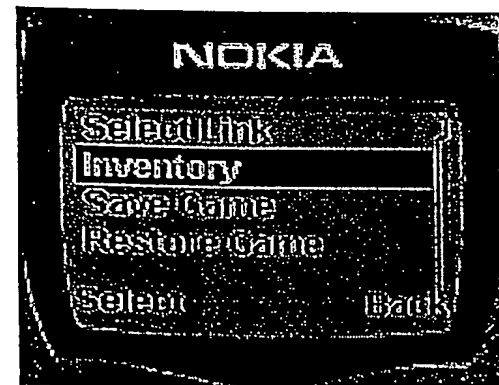 NOKIA
Select Link
Inventory
Save Game
Restore Game
Select Back